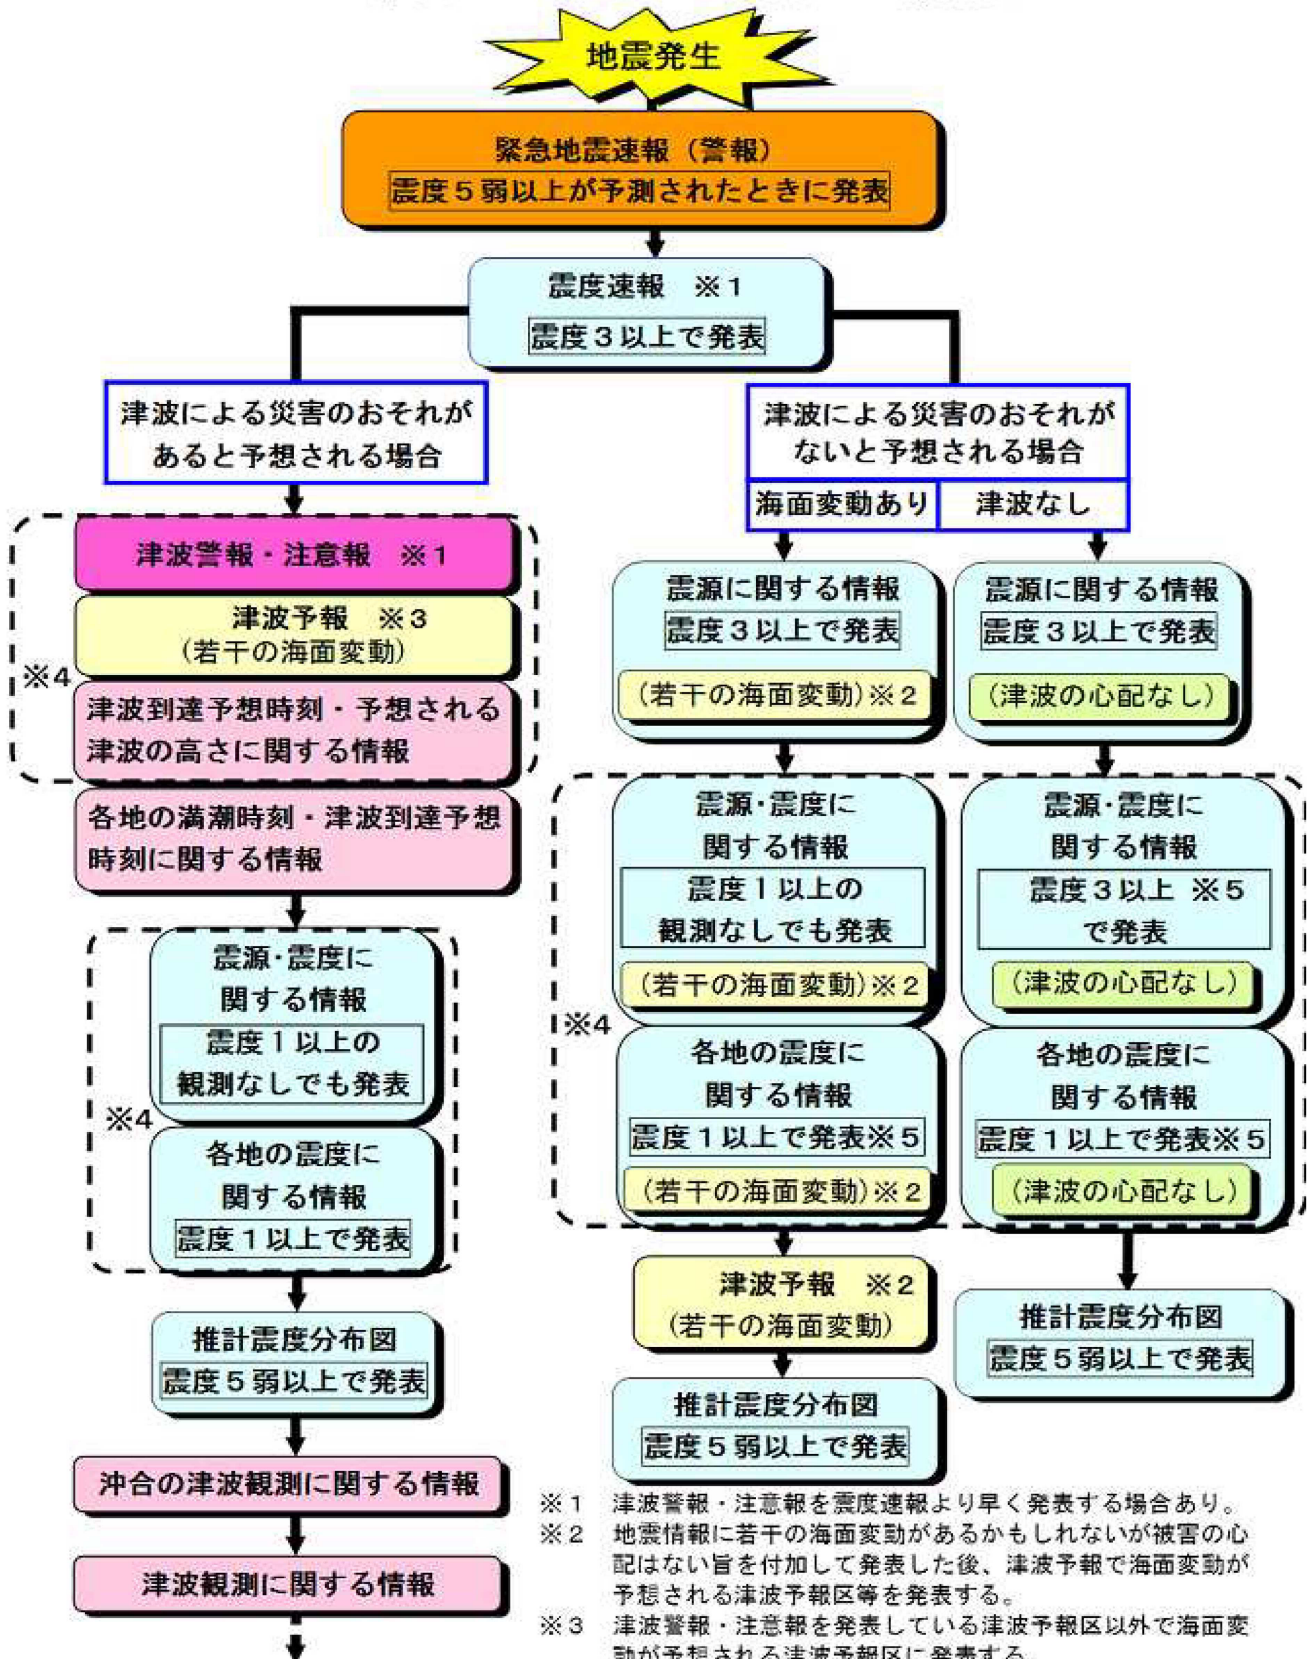 地震発生
緊急地震速報（警報）
震度５弱以上が予測されたときに発表
震度速報　※１
震度３以上で発表
津波による災害のおそれが
あると予想される場合
津波警報・注意報　※１
津波予報　※３
(若干の海面変動)
※4
津波到達予想時刻・予想される
津波の高さに関する情報
各地の満潮時刻・津波到達予想
時刻に関する情報
震源･震度に
関する情報
震度１以上の
観測なしでも発表
※4
各地の震度に
関する情報
震度１以上で発表
推計震度分布図
震度５弱以上で発表
沖合の津波観測に関する情報
津波観測に関する情報
津波による災害のおそれが
ないと予想される場合
海面変動あり
津波なし
震源に関する情報
震度３以上で発表
(若干の海面変動)※２
震源･震度に
関する情報
震度１以上の
観測なしでも発表
(若干の海面変動)※２
※4
各地の震度に
関する情報
震度１以上で発表※５
(若干の海面変動)※２
津波予報　※２
(若干の海面変動)
推計震度分布図
震度５弱以上で発表
震源に関する情報
震度３以上で発表
(津波の心配なし)
震源･震度に
関する情報
震度３以上 ※５
で発表
(津波の心配なし)
各地の震度に
関する情報
震度１以上で発表※５
(津波の心配なし)
推計震度分布図
震度５弱以上で発表
※１　津波警報・注意報を震度速報より早く発表する場合あり。
※２　地震情報に若干の海面変動があるかもしれないが被害の心
配はない旨を付加して発表した後、津波予報で海面変動が
予想される津波予報区等を発表する。
※３　津波警報・注意報を発表している津波予報区以外で海面変
動が予想される津波予報区に発表する。